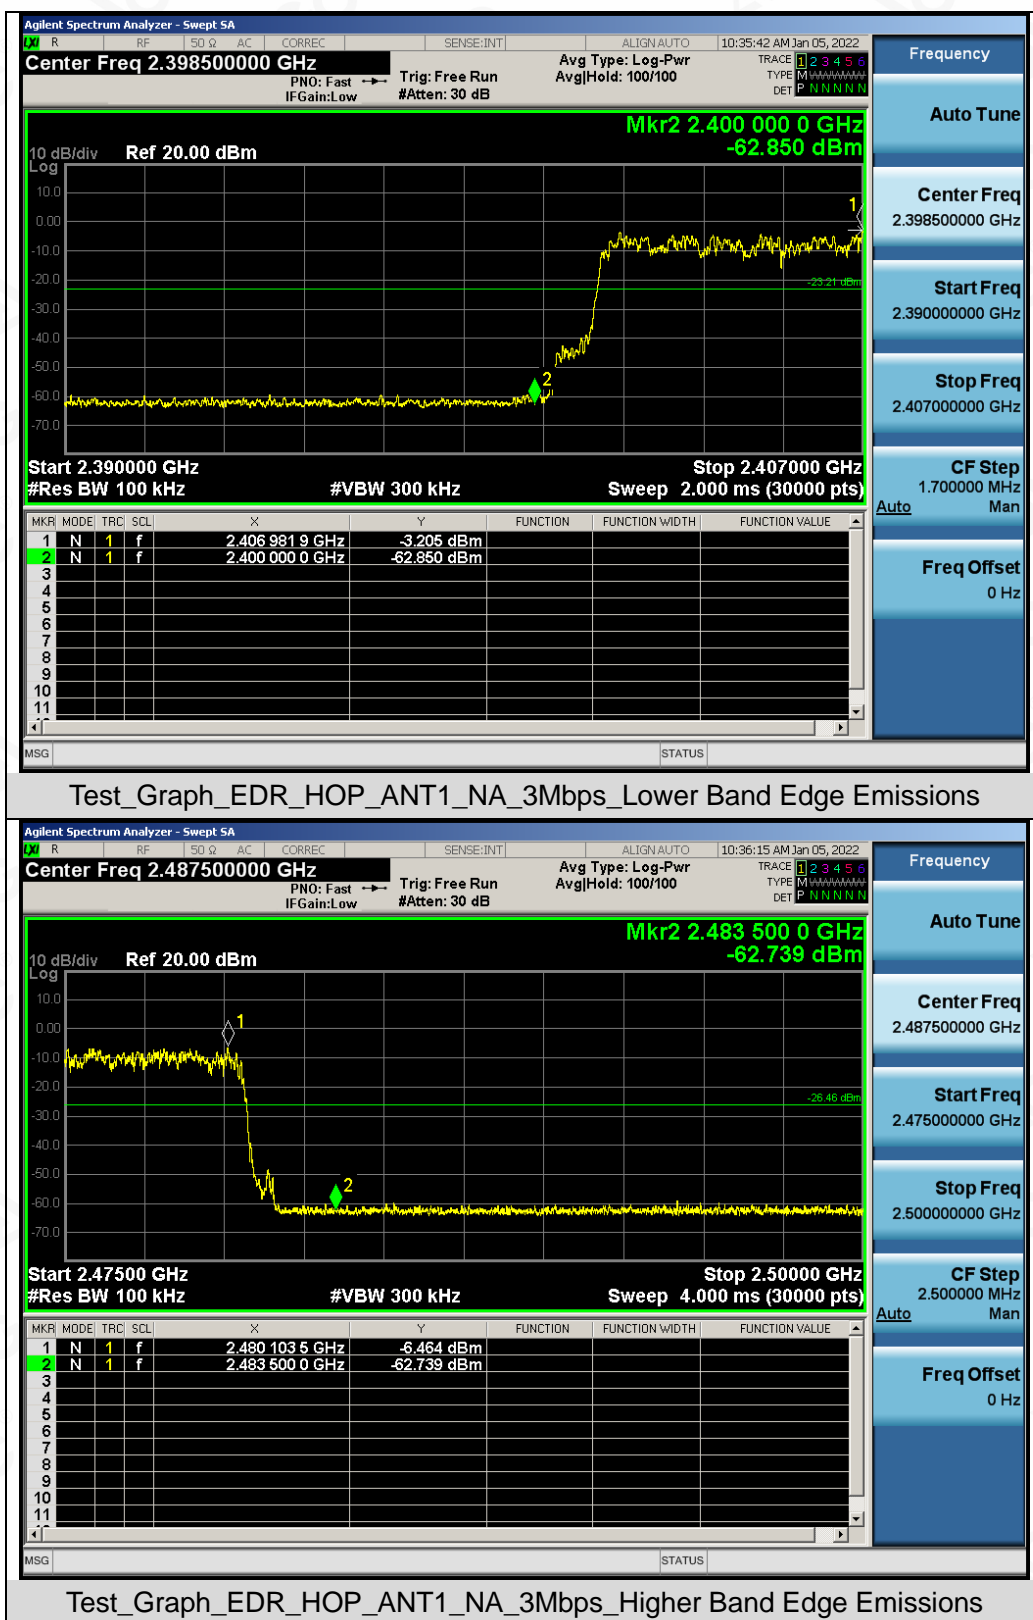 Agilent Spectrum Analyzer - Swept SA
LXI R RF 50 Ω AC CORREC SENSE:INT ALIGN AUTO 10:35:42 AM Jan 05, 2022
Center Freq 2.398500000 GHz
PNO: Fast
IFGain:Low
Trig: Free Run
#Atten: 30 dB
Avg Type: Log-Pwr
Avg|Hold: 100/100
TRACE 1 2 3 4 5 6
TYPE M
DET P N N N N N
Frequency
Mkr2 2.400 000 0 GHz
-62.850 dBm
10 dB/div Ref 20.00 dBm
Log
10.0
0.00
-10.0
-20.0
-30.0
-40.0
-50.0
-60.0
-70.0
1
-23.21 dBm
2
Start 2.390000 GHz Stop 2.407000 GHz
#Res BW 100 kHz #VBW 300 kHz Sweep 2.000 ms (30000 pts)
MKR MODE TRC SCL X Y FUNCTION FUNCTION WIDTH FUNCTION VALUE
1 N 1 f 2.406 981 9 GHz -3.205 dBm
2 N 1 f 2.400 000 0 GHz -62.850 dBm
3
4
5
6
7
8
9
10
11
MSG STATUS
Auto Tune
Center Freq
2.398500000 GHz
Start Freq
2.390000000 GHz
Stop Freq
2.407000000 GHz
CF Step
1.700000 MHz
Auto Man
Freq Offset
0 Hz
Test_Graph_EDR_HOP_ANT1_NA_3Mbps_Lower Band Edge Emissions
Agilent Spectrum Analyzer - Swept SA
LXI R RF 50 Ω AC CORREC SENSE:INT ALIGN AUTO 10:36:15 AM Jan 05, 2022
Center Freq 2.487500000 GHz
PNO: Fast
IFGain:Low
Trig: Free Run
#Atten: 30 dB
Avg Type: Log-Pwr
Avg|Hold: 100/100
TRACE 1 2 3 4 5 6
TYPE M
DET P N N N N N
Frequency
Mkr2 2.483 500 0 GHz
-62.739 dBm
10 dB/div Ref 20.00 dBm
Log
10.0
0.00
-10.0
-20.0
-30.0
-40.0
-50.0
-60.0
-70.0
1
-26.46 dBm
2
Start 2.47500 GHz Stop 2.50000 GHz
#Res BW 100 kHz #VBW 300 kHz Sweep 4.000 ms (30000 pts)
MKR MODE TRC SCL X Y FUNCTION FUNCTION WIDTH FUNCTION VALUE
1 N 1 f 2.480 103 5 GHz -6.464 dBm
2 N 1 f 2.483 500 0 GHz -62.739 dBm
3
4
5
6
7
8
9
10
11
MSG STATUS
Auto Tune
Center Freq
2.487500000 GHz
Start Freq
2.475000000 GHz
Stop Freq
2.500000000 GHz
CF Step
2.500000 MHz
Auto Man
Freq Offset
0 Hz
Test_Graph_EDR_HOP_ANT1_NA_3Mbps_Higher Band Edge Emissions